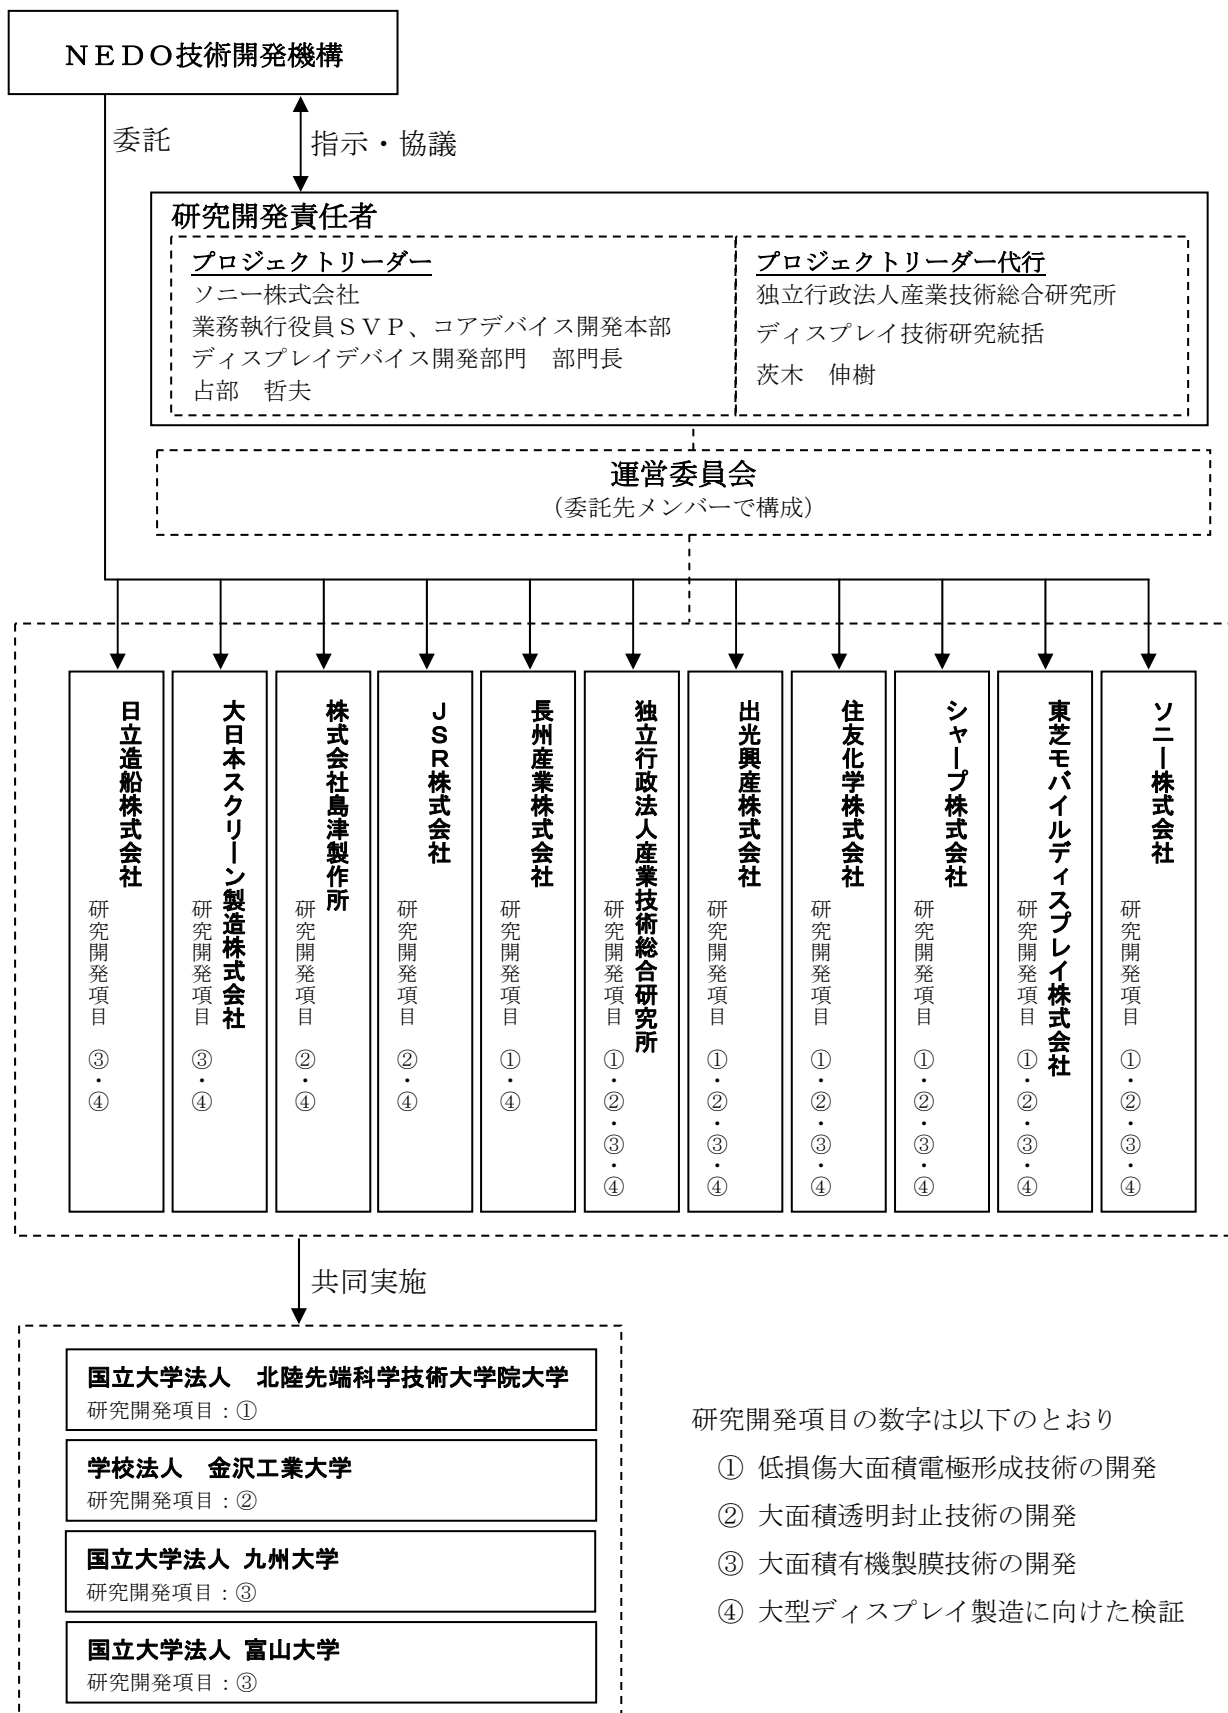 ＮＥＤＯ技術開発機構
委託
指示・協議
研究開発責任者
プロジェクトリーダー
ソニー株式会社
業務執行役員ＳＶＰ、コアデバイス開発本部
ディスプレイデバイス開発部門　部門長
占部　哲夫
プロジェクトリーダー代行
独立行政法人産業技術総合研究所
ディスプレイ技術研究統括
茨木　伸樹
運営委員会
（委託先メンバーで構成）
日立造船株式会社
研究開発項目　③・④
大日本スクリーン製造株式会社
研究開発項目　③・④
株式会社島津製作所
研究開発項目　②・④
ＪＳＲ株式会社
研究開発項目　②・④
長州産業株式会社
研究開発項目　①・④
独立行政法人産業技術総合研究所
研究開発項目　①・②・③・④
出光興産株式会社
研究開発項目　①・②・③・④
住友化学株式会社
研究開発項目　①・②・③・④
シャープ株式会社
研究開発項目　①・②・③・④
東芝モバイルディスプレイ株式会社
研究開発項目　①・②・③・④
ソニー株式会社
研究開発項目　①・②・③・④
共同実施
国立大学法人　北陸先端科学技術大学院大学
研究開発項目：①
学校法人　金沢工業大学
研究開発項目：②
国立大学法人 九州大学
研究開発項目：③
国立大学法人 富山大学
研究開発項目：③
研究開発項目の数字は以下のとおり
① 低損傷大面積電極形成技術の開発
② 大面積透明封止技術の開発
③ 大面積有機製膜技術の開発
④ 大型ディスプレイ製造に向けた検証